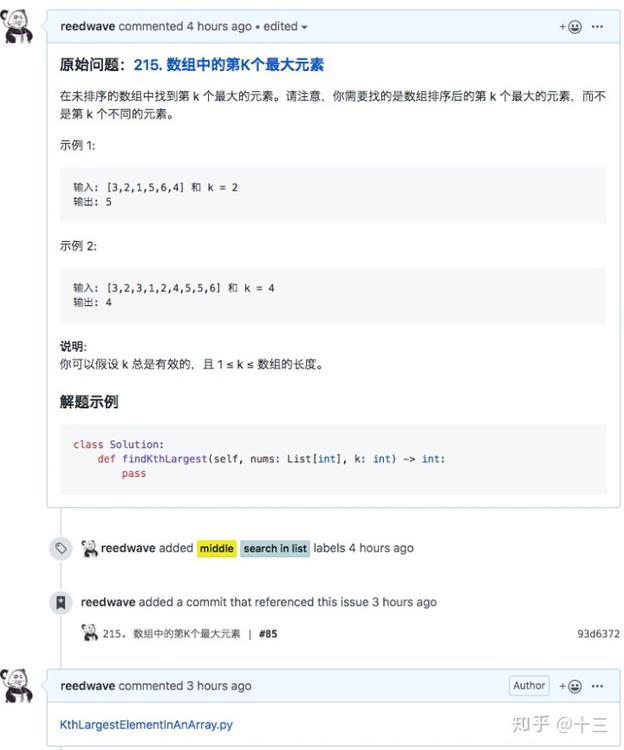 reedwave commented 4 hours ago • edited
原始问题：215. 数组中的第K个最大元素
在未排序的数组中找到第 k 个最大的元素。请注意，你需要找的是数组排序后的第 k 个最大的元素，而不
是第 k 个不同的元素。
示例 1:
输入: [3,2,1,5,6,4] 和 k = 2
输出: 5
示例 2:
输入: [3,2,3,1,2,4,5,5,6] 和 k = 4
输出: 4
说明:
你可以假设 k 总是有效的，且 1 ≤ k ≤ 数组的长度。
解题示例
class Solution:
    def findKthLargest(self, nums: List[int], k: int) -> int:
        pass
reedwave added middle search in list labels 4 hours ago
reedwave added a commit that referenced this issue 3 hours ago
215. 数组中的第K个最大元素 | #85 93d6372
reedwave commented 3 hours ago Author
KthLargestElementInAnArray.py
知乎 @十三